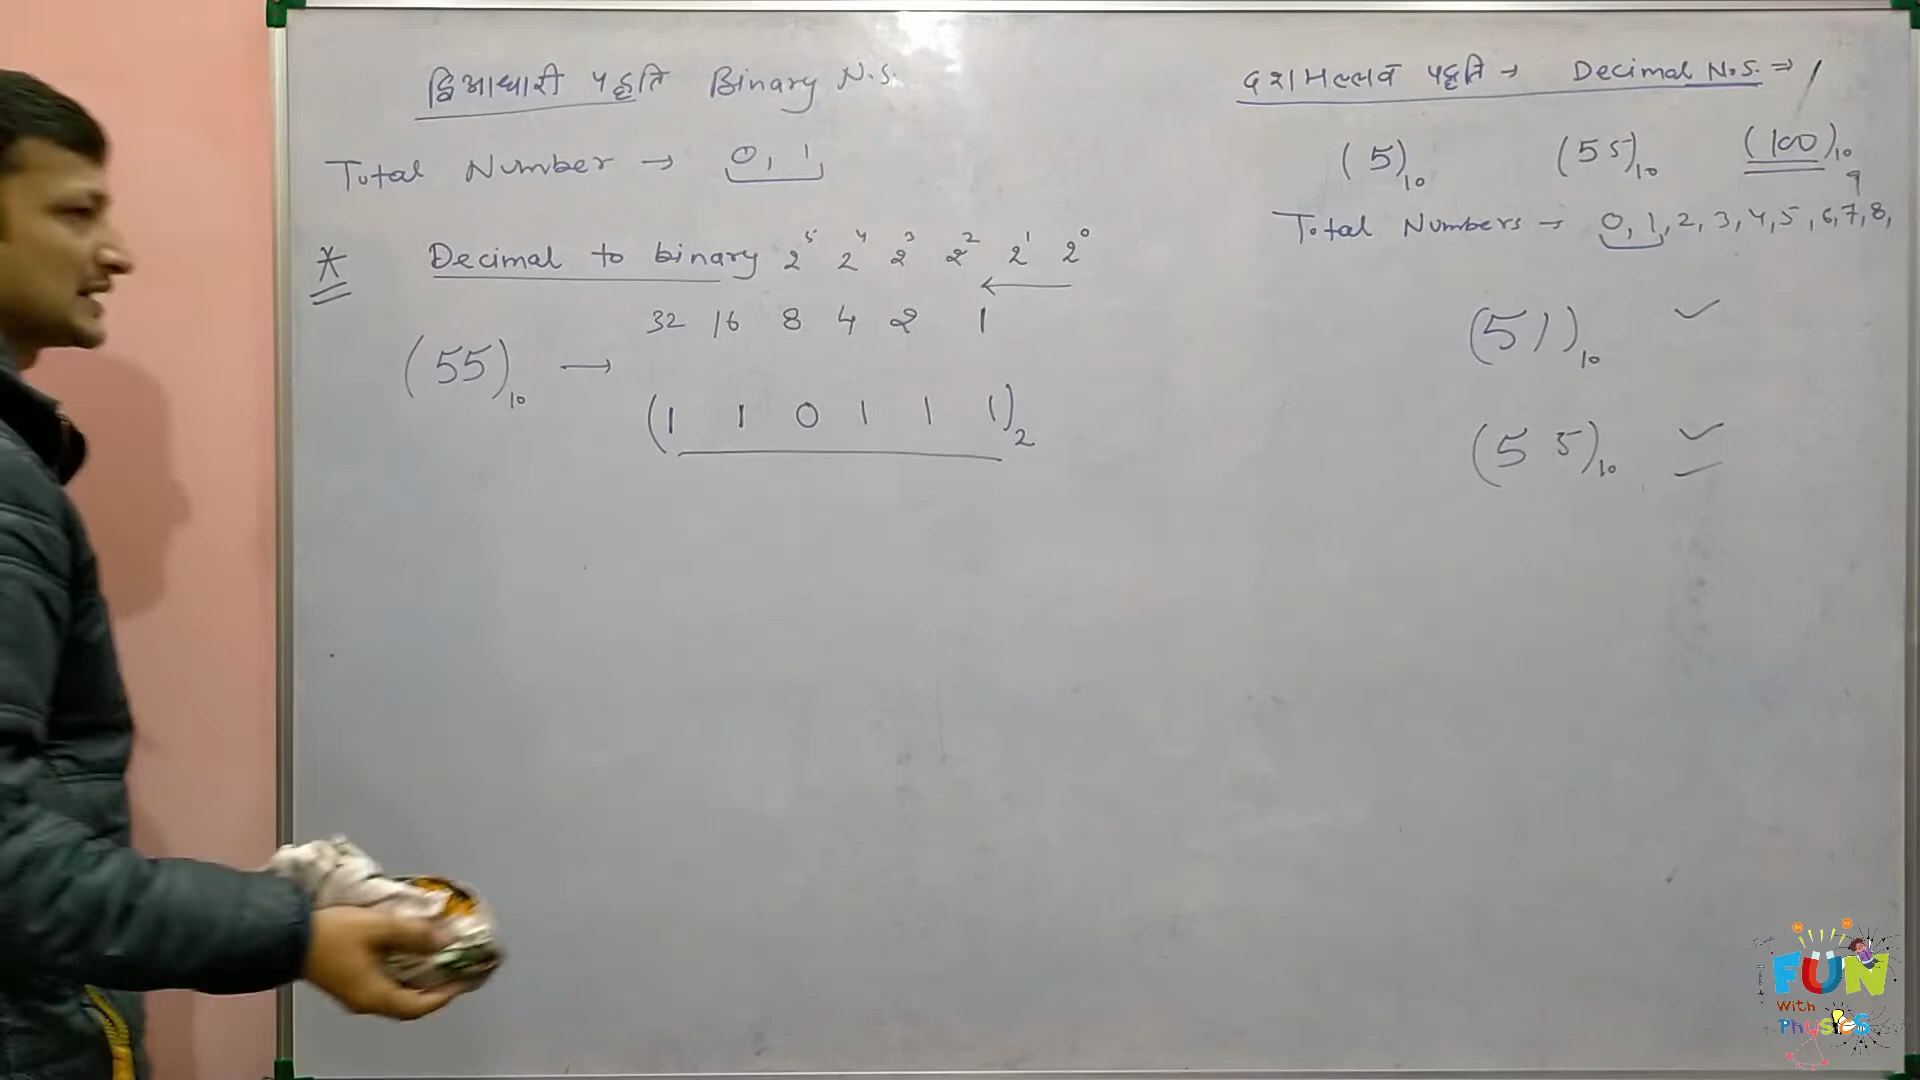 द्विआधारी पद्धति Binary N.S.
Total Number → 0, 1
* Decimal to binary 2⁵ 2⁴ 2³ 2² 2¹ 2⁰
←
32 16 8 4 2 1
(55)₁₀ →
(1 1 0 1 1 1)₂
दशमलव पद्धति → Decimal N.S. ⇒
(5)₁₀ (55)₁₀ (100)₁₀
Total Numbers → 0, 1, 2, 3, 4, 5, 6, 7, 8, 9
(51)₁₀ ✓
(55)₁₀ ✓
FUN
With
Physics